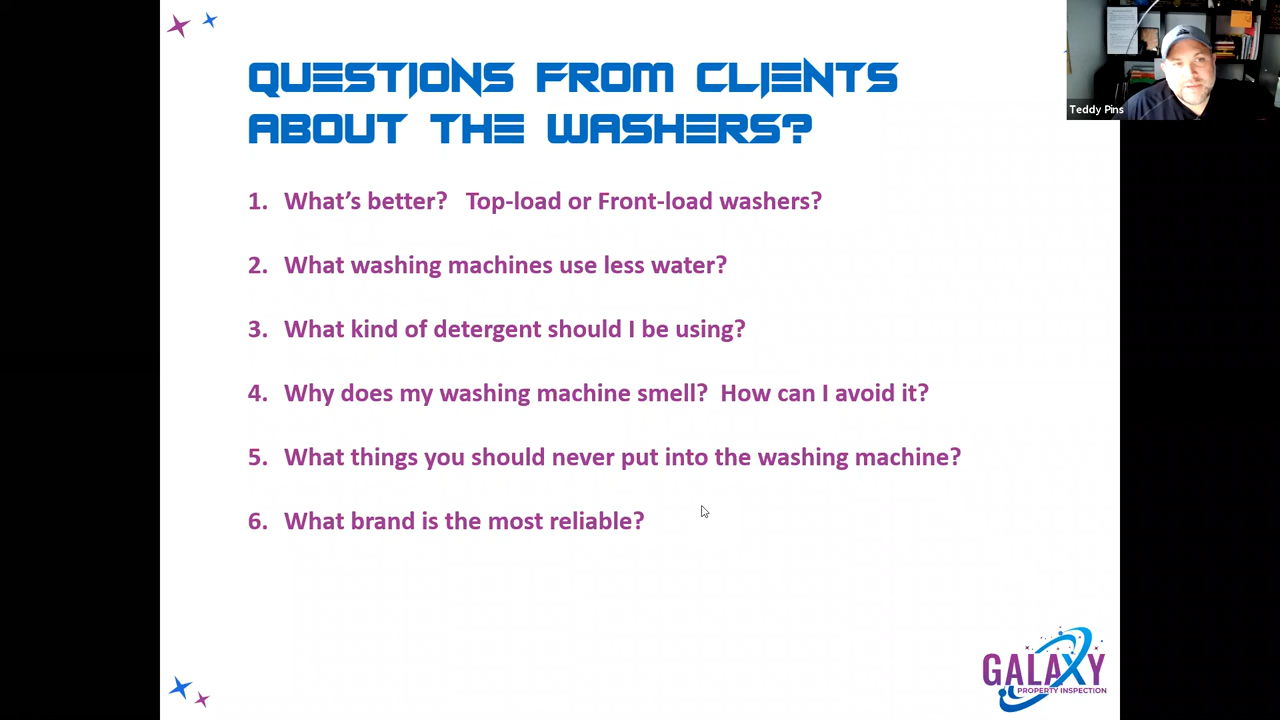 QUESTIONS FROM CLIENTS
ABOUT THE WASHERS?
Teddy Pins
1. What's better? Top-load or Front-load washers?
2. What washing machines use less water?
3. What kind of detergent should I be using?
4. Why does my washing machine smell? How can I avoid it?
5. What things you should never put into the washing machine?
6. What brand is the most reliable?
GALAXY
PROPERTY INSPECTION